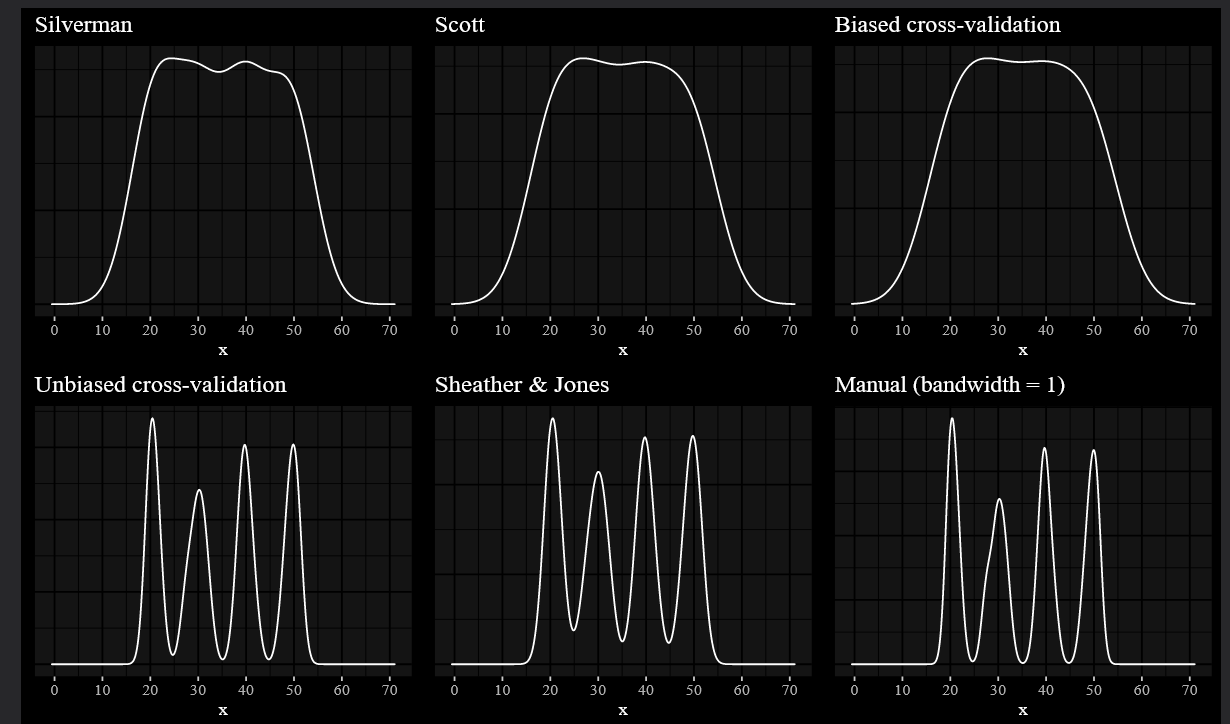 Silverman
Scott
Biased cross-validation
0 10 20 30 40 50 60 70
0 10 20 30 40 50 60 70
0 10 20 30 40 50 60 70
x
x
x
Unbiased cross-validation
Sheather & Jones
Manual (bandwidth = 1)
0 10 20 30 40 50 60 70
0 10 20 30 40 50 60 70
0 10 20 30 40 50 60 70
x
x
x